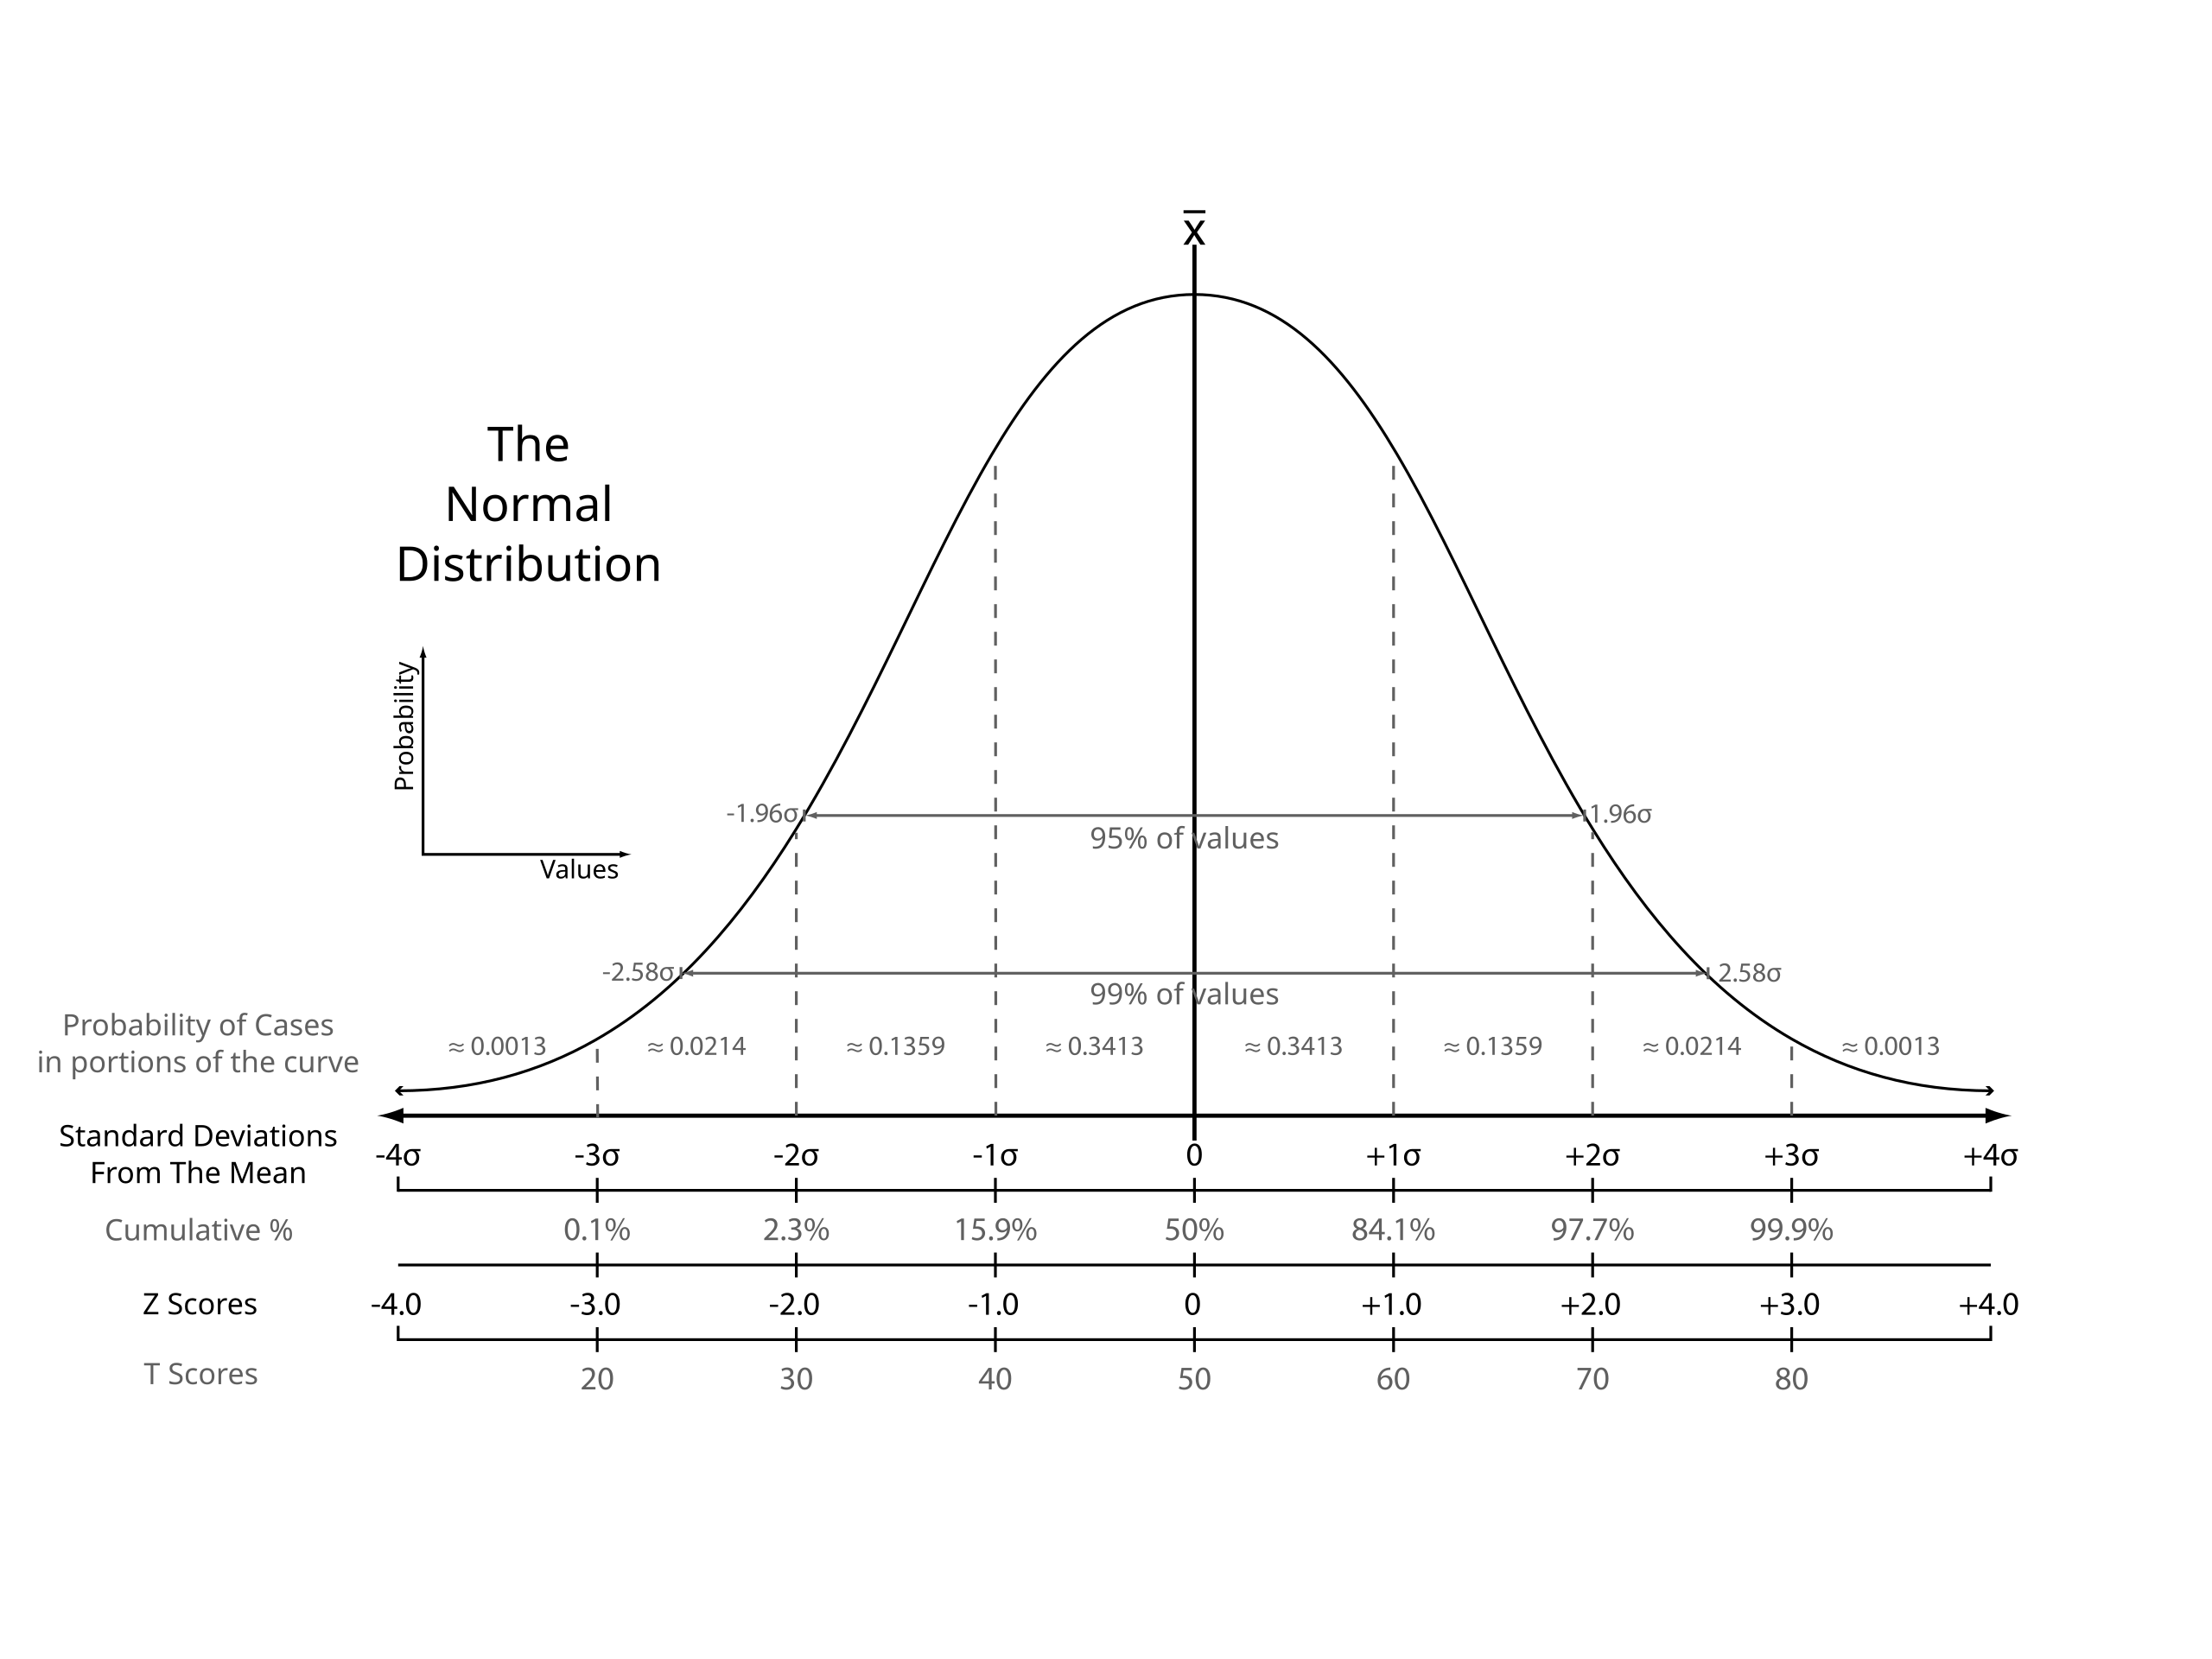 x̅
The
Normal
Distribution
Probability
Values
-1.96σ 1.96σ
95% of values
-2.58σ 2.58σ
99% of values
Probability of Cases
in portions of the curve
≈ 0.0013 ≈ 0.0214 ≈ 0.1359 ≈ 0.3413 ≈ 0.3413 ≈ 0.1359 ≈ 0.0214 ≈ 0.0013
Standard Deviations
From The Mean
-4σ -3σ -2σ -1σ 0 +1σ +2σ +3σ +4σ
Cumulative % 0.1% 2.3% 15.9% 50% 84.1% 97.7% 99.9%
Z Scores -4.0 -3.0 -2.0 -1.0 0 +1.0 +2.0 +3.0 +4.0
T Scores 20 30 40 50 60 70 80